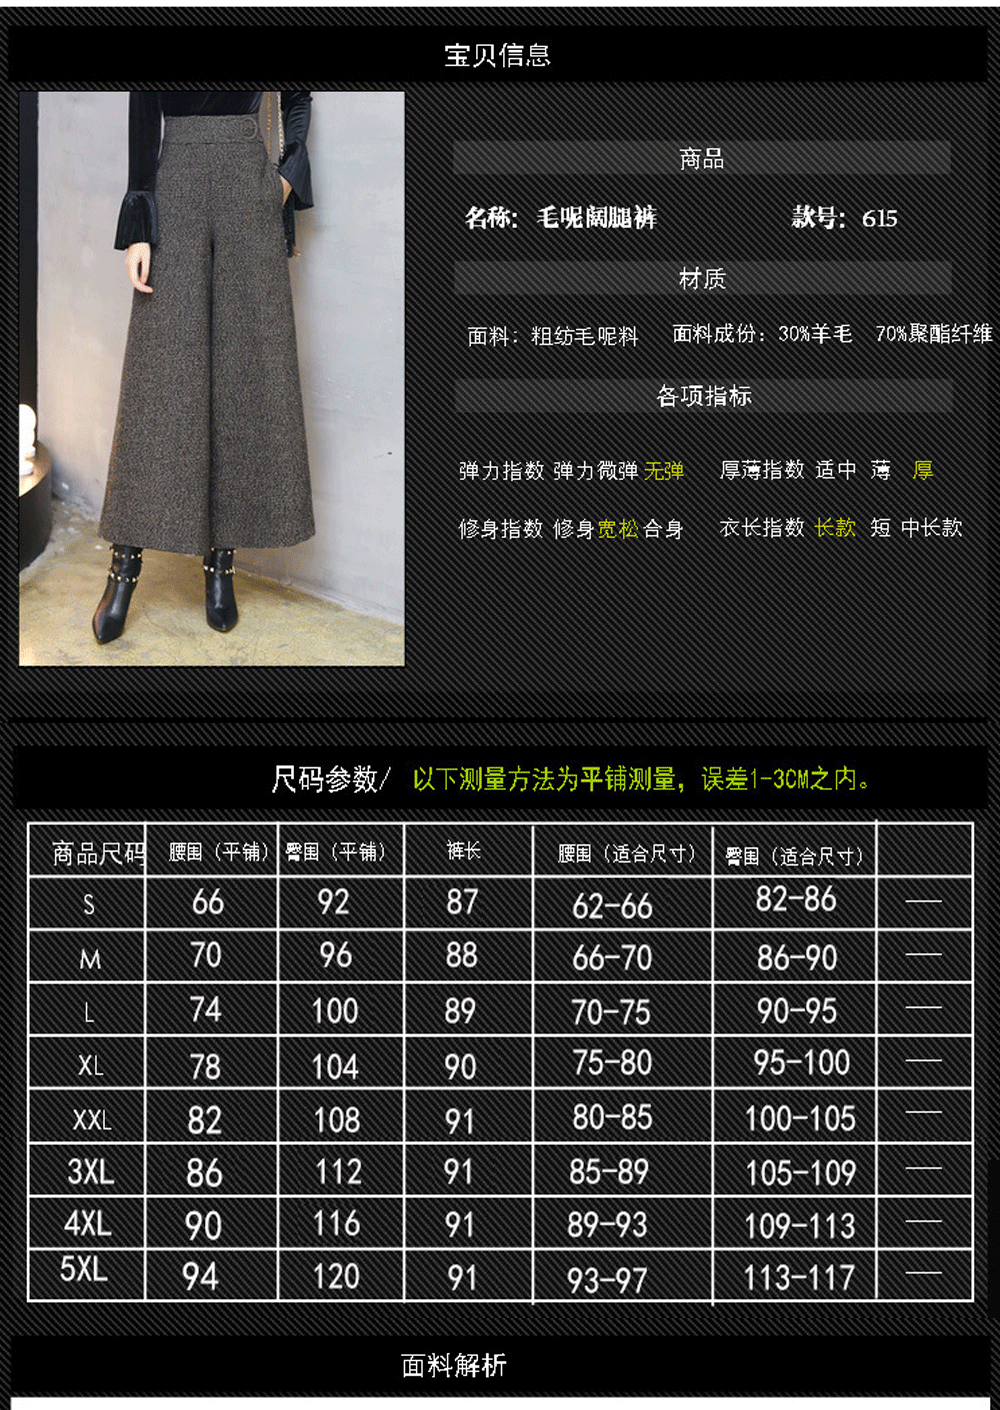 宝贝信息
商品
名称：毛呢阔腿裤 款号：615
材质
面料：粗纺毛呢料 面料成份：30%羊毛 70%聚酯纤维
各项指标
弹力指数 弹力 微弹 无弹 厚薄指数 适中 薄 厚
修身指数 修身 宽松 合身 衣长指数 长款 短 中长款
尺码参数/ 以下测量方法为平铺测量，误差1-3CM之内。
商品尺码 腰围（平铺） 臀围（平铺） 裤长 腰围（适合尺寸） 臀围（适合尺寸）
S 66 92 87 62-66 82-86 —
M 70 96 88 66-70 86-90 —
L 74 100 89 70-75 90-95 —
XL 78 104 90 75-80 95-100 —
XXL 82 108 91 80-85 100-105 —
3XL 86 112 91 85-89 105-109 —
4XL 90 116 91 89-93 109-113 —
5XL 94 120 91 93-97 113-117 —
面料解析